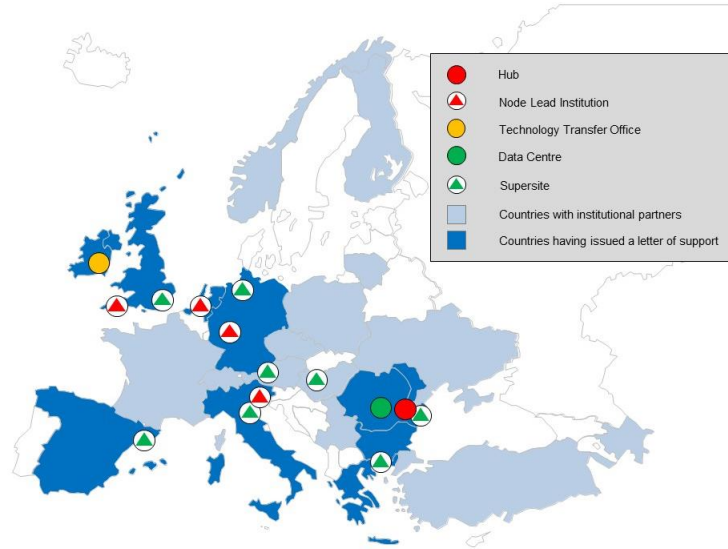 Hub
Node Lead Institution
Technology Transfer Office
Data Centre
Supersite
Countries with institutional partners
Countries having issued a letter of support